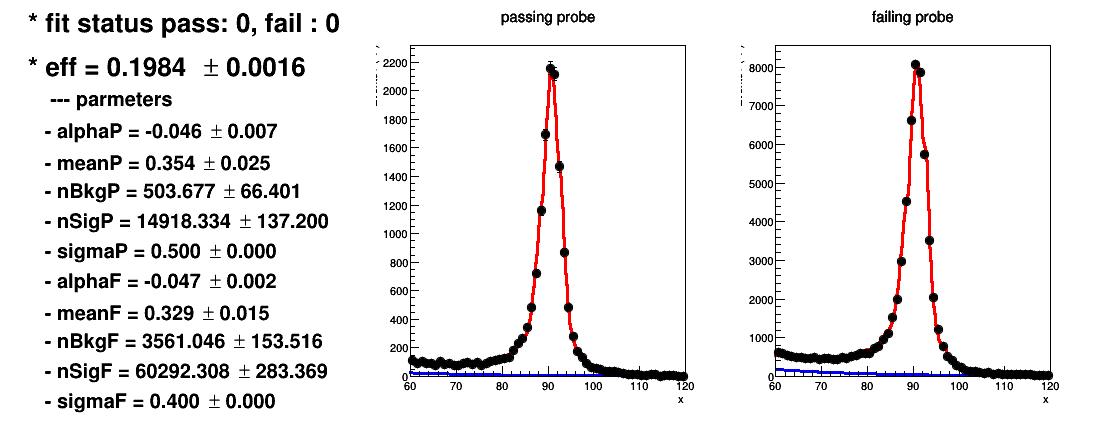 * fit status pass: 0, fail : 0
* eff = 0.1984 ± 0.0016
--- parmeters
- alphaP = -0.046 ± 0.007
- meanP = 0.354 ± 0.025
- nBkgP = 503.677 ± 66.401
- nSigP = 14918.334 ± 137.200
- sigmaP = 0.500 ± 0.000
- alphaF = -0.047 ± 0.002
- meanF = 0.329 ± 0.015
- nBkgF = 3561.046 ± 153.516
- nSigF = 60292.308 ± 283.369
- sigmaF = 0.400 ± 0.000
passing probe
2200
2000
1800
1600
1400
1200
1000
800
600
400
200
0
60 70 80 90 100 110 120
x
failing probe
8000
7000
6000
5000
4000
3000
2000
1000
0
60 70 80 90 100 110 120
x